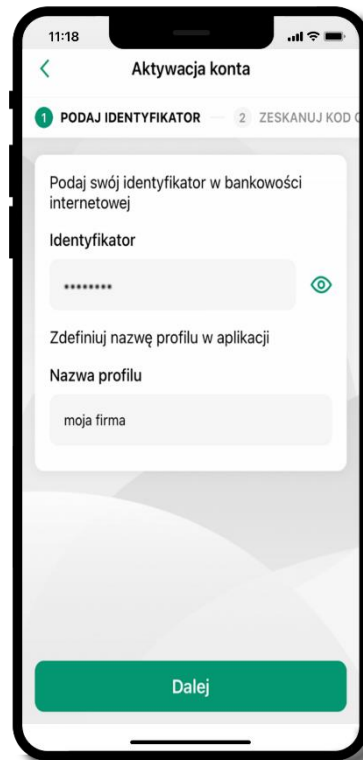 11:18
Aktywacja konta
1 PODAJ IDENTYFIKATOR 2 ZESKANUJ KOD
Podaj swój identyfikator w bankowości
internetowej
Identyfikator
••••••••
Zdefiniuj nazwę profilu w aplikacji
Nazwa profilu
moja firma
Dalej